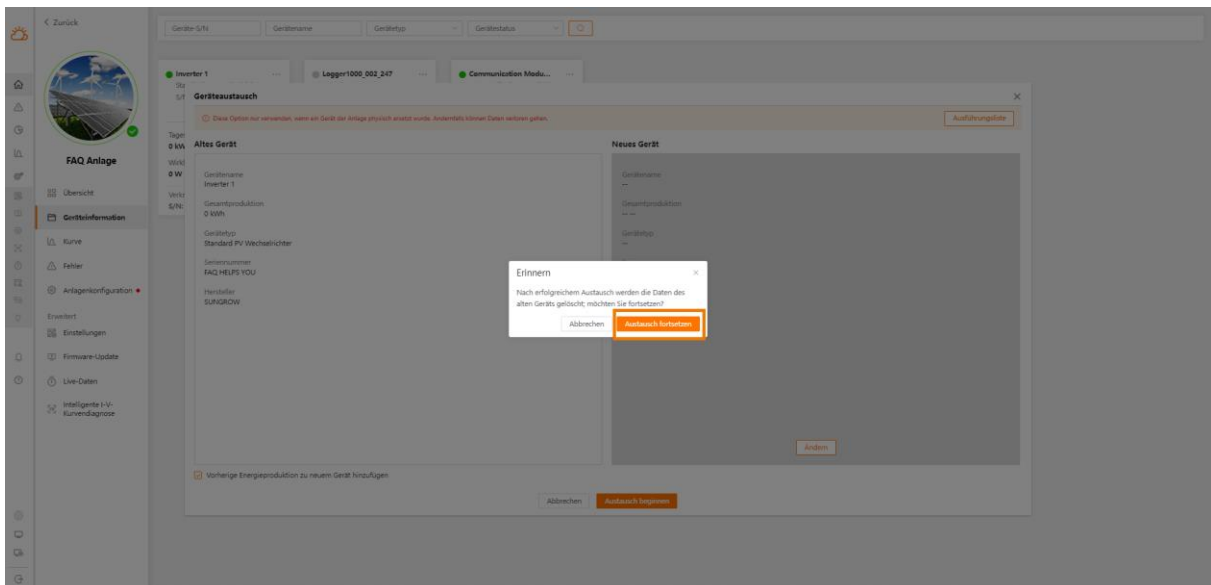 Zurück
Geräte-S/N
Gerätename
Gerätetyp
Gerätestatus
Inverter 1
Logger1000_002_247
Communication Modu...
FAQ Anlage
Übersicht
Geräteinformation
Kurve
Fehler
Anlagenkonfiguration
Erweitert
Einstellungen
Firmware-Update
Live-Daten
Intelligente I-V-
Kurvendiagnose
0 kW
0 W
S/N:
Geräteaustausch
Diese Option nur verwenden, wenn ein Gerät der Anlage physisch ersetzt wurde. Andernfalls können Daten verloren gehen.
Ausführungsliste
Altes Gerät
Gerätename
Inverter 1
Gesamtproduktion
0 kWh
Gerätetyp
Standard PV Wechselrichter
Seriennummer
FAQ HELPS YOU
Hersteller
SUNGROW
Neues Gerät
Gerätename
--
Gesamtproduktion
-- --
Gerätetyp
--
Ändern
Erinnern
Nach erfolgreichem Austausch werden die Daten des
alten Geräts gelöscht; möchten Sie fortsetzen?
Abbrechen
Austausch fortsetzen
Vorherige Energieproduktion zu neuem Gerät hinzufügen
Abbrechen
Austausch beginnen